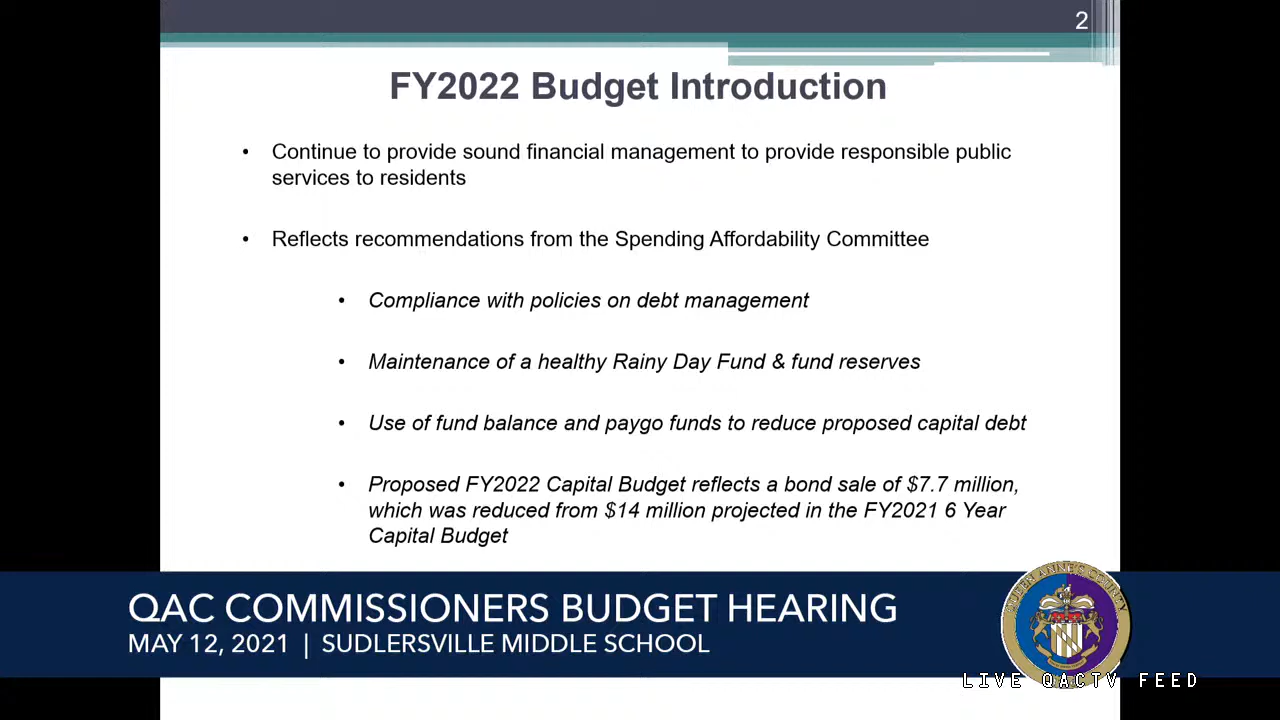 2
FY2022 Budget Introduction
• Continue to provide sound financial management to provide responsible public
services to residents
• Reflects recommendations from the Spending Affordability Committee
• Compliance with policies on debt management
• Maintenance of a healthy Rainy Day Fund & fund reserves
• Use of fund balance and paygo funds to reduce proposed capital debt
• Proposed FY2022 Capital Budget reflects a bond sale of $7.7 million,
which was reduced from $14 million projected in the FY2021 6 Year
Capital Budget
QAC COMMISSIONERS BUDGET HEARING
MAY 12, 2021 | SUDLERSVILLE MIDDLE SCHOOL
QUEEN ANNE'S COUNTY
LIVE QACTV FEED